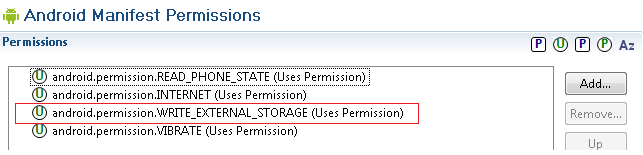 Android Manifest Permissions
Permissions
P U P P Az
U android.permission.READ_PHONE_STATE (Uses Permission)
U android.permission.INTERNET (Uses Permission)
U android.permission.WRITE_EXTERNAL_STORAGE (Uses Permission)
U android.permission.VIBRATE (Uses Permission)
Add...
Remove...
Up